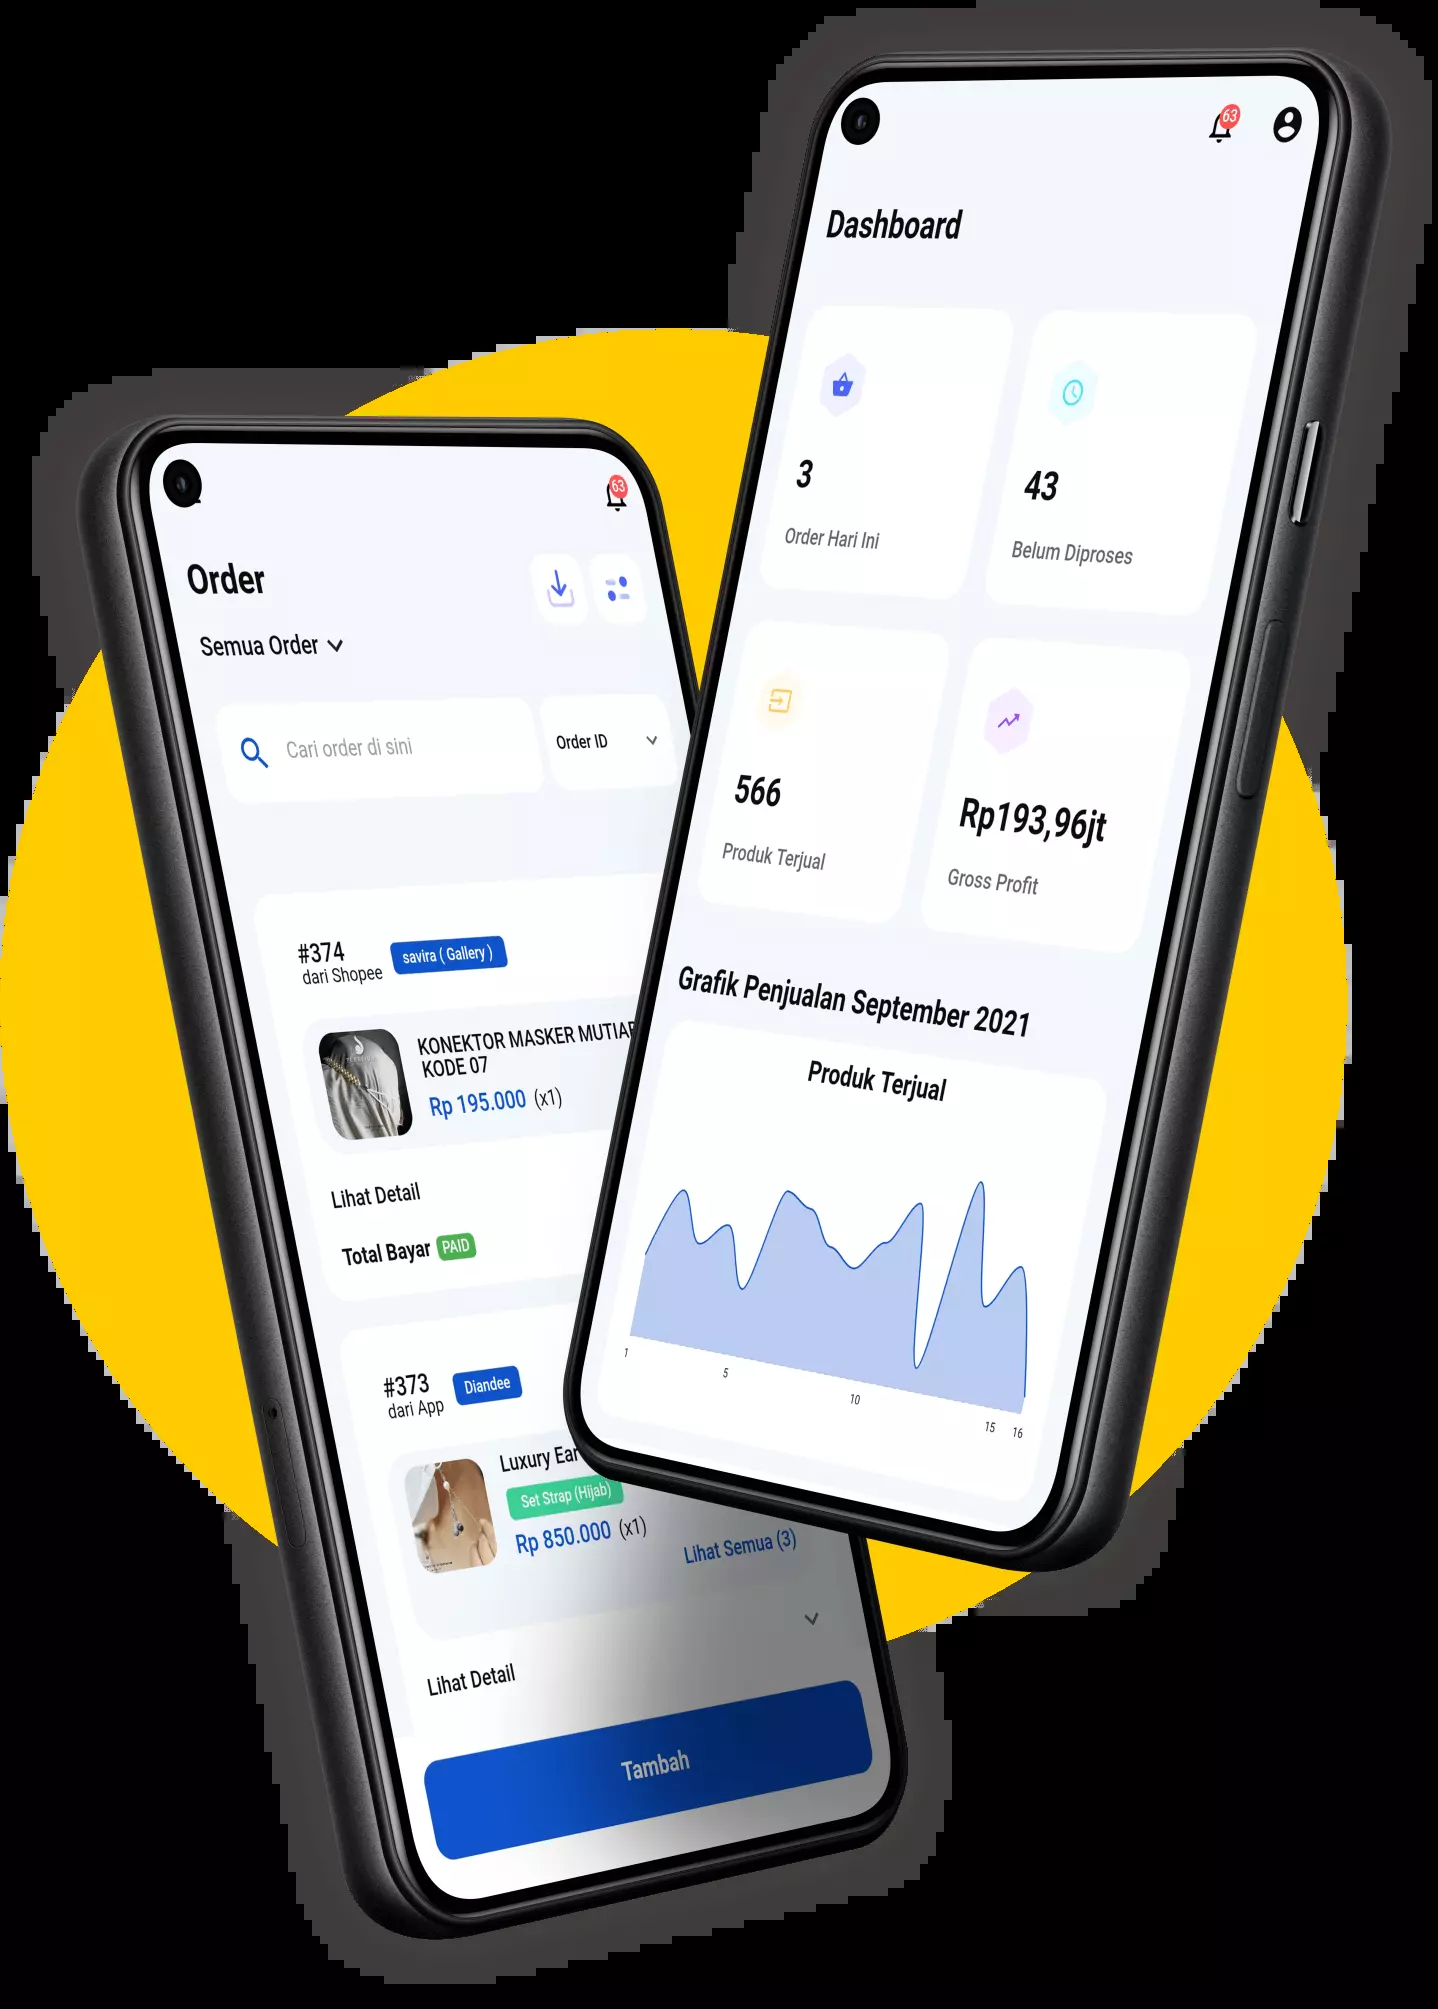 Order
63
Semua Order
Cari order di sini
Order ID
#374
dari Shopee
savira ( Gallery )
KONEKTOR MASKER
KODE 07
Rp 195.000 (x1)
Lihat Detail
Total Bayar PAID
#373
dari App
Diandee
Luxury
Set Strap (Hijab)
Rp 850.000 (x1)
Lihat Semua (3)
Lihat Detail
Tambah
63
Dashboard
3
Order Hari Ini
43
Belum Diproses
566
Produk Terjual
Rp193,96jt
Gross Profit
Grafik Penjualan September 2021
Produk Terjual
1 5 10 15 16